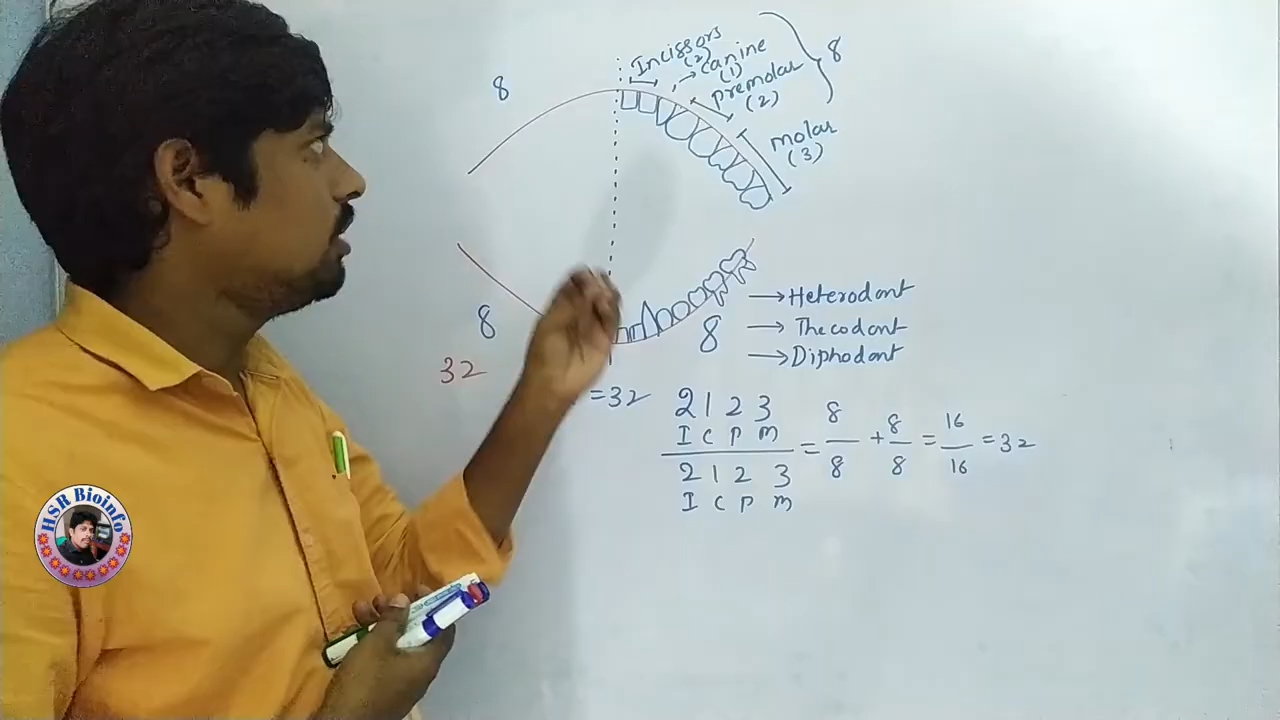 Incissors
(2)
canine
(1)
premolar
(2)
molar
(3)
8
8
8
32
8
Heterodont
Thecodont
Diphodont
=32
2 1 2 3
I C P M
2 1 2 3
I C P M
= 8/8 + 8/8 = 16/16 = 32
HSR Bioinfo